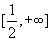 [1/2, +∞]